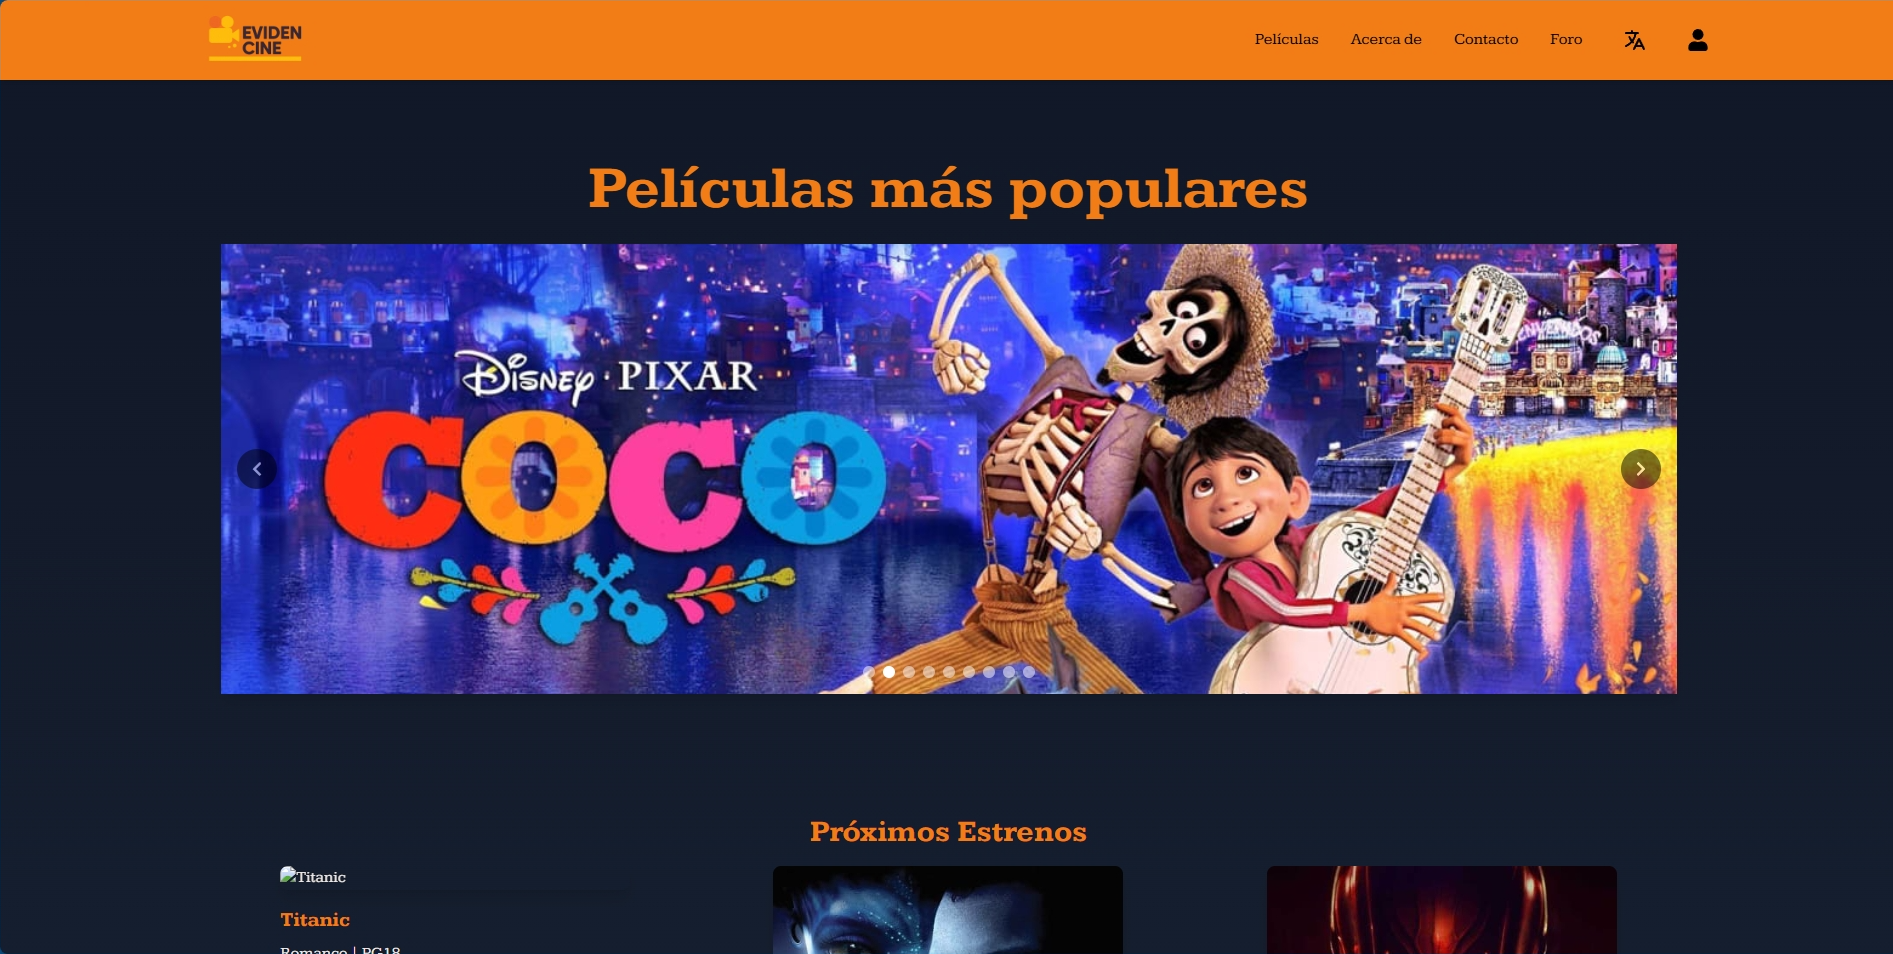 EVIDEN
CINE
Películas
Acerca de
Contacto
Foro
Películas más populares
Disney · PIXAR
COCO
Próximos Estrenos
Titanic
Titanic
Romance | PG18